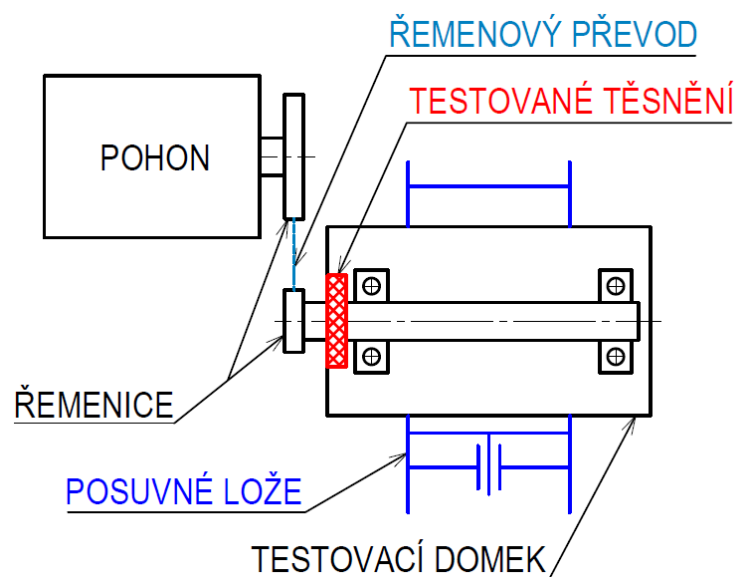 ŘEMENOVÝ PŘEVOD
TESTOVANÉ TĚSNĚNÍ
POHON
ŘEMENICE
POSUVNÉ LOŽE
TESTOVACÍ DOMEK